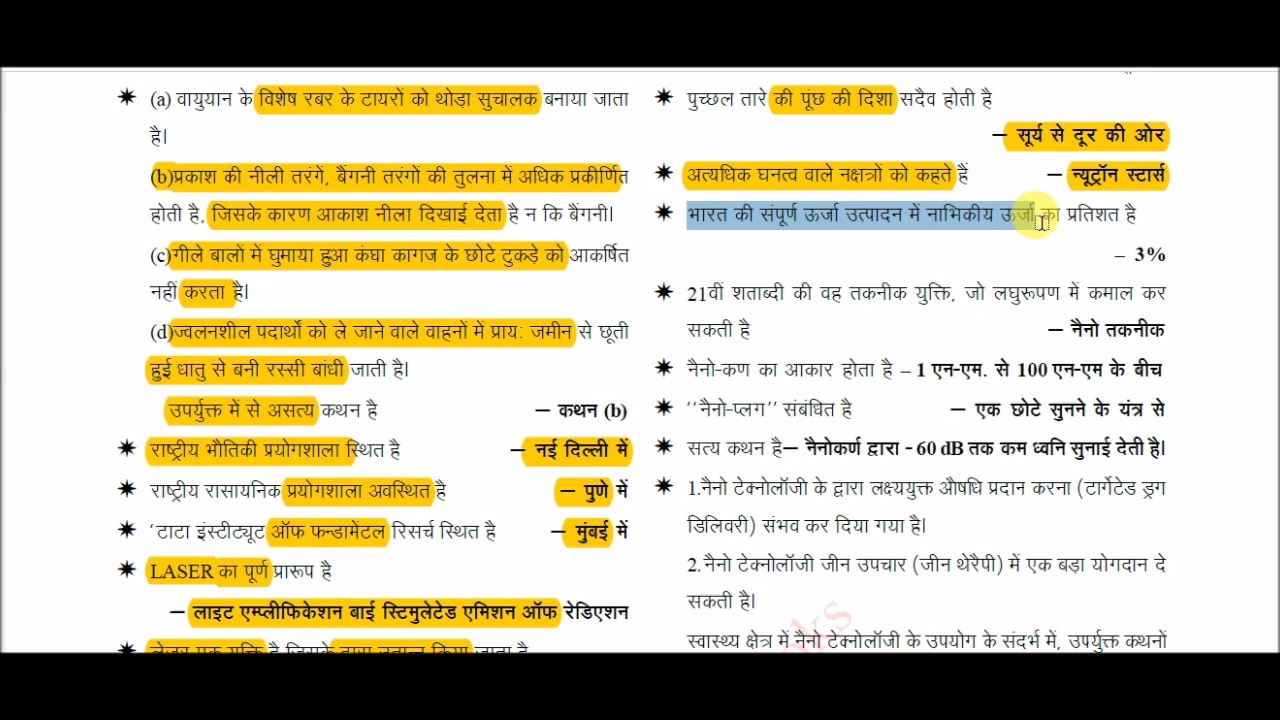 ✷ (a) वायुयान के विशेष रबर के टायरों को थोड़ा सुचालक बनाया जाता
है।
(b)प्रकाश की नीली तरंगें, बैंगनी तरंगों की तुलना में अधिक प्रकीर्णित
होती है, जिसके कारण आकाश नीला दिखाई देता है न कि बैंगनी।
(c)गीले बालों में घुमाया हुआ कंघा कागज के छोटे टुकड़े को आकर्षित
नहीं करता है।
(d)ज्वलनशील पदार्थों को ले जाने वाले वाहनों में प्राय: जमीन से छूती
हुई धातु से बनी रस्सी बांधी जाती है।
उपर्युक्त में से असत्य कथन है – कथन (b)
✷ राष्ट्रीय भौतिकी प्रयोगशाला स्थित है – नई दिल्ली में
✷ राष्ट्रीय रासायनिक प्रयोगशाला अवस्थित है – पुणे में
✷ 'टाटा इंस्टीट्यूट ऑफ फन्डामेंटल रिसर्च स्थित है – मुंबई में
✷ LASER का पूर्ण प्रारूप है
– लाइट एम्प्लीफिकेशन बाई स्टिमुलेटेड एमिशन ऑफ रेडिएशन
✷ लेजर एक युक्ति है जिसके द्वारा उत्पन्न किया जाता है
✷ पुच्छल तारे की पूंछ की दिशा सदैव होती है
– सूर्य से दूर की ओर
✷ अत्यधिक घनत्व वाले नक्षत्रों को कहते हैं – न्यूट्रॉन स्टार्स
✷ भारत की संपूर्ण ऊर्जा उत्पादन में नाभिकीय ऊर्जा का प्रतिशत है
– 3%
✷ 21वीं शताब्दी की वह तकनीक युक्ति, जो लघुरूपण में कमाल कर
सकती है – नैनो तकनीक
✷ नैनो-कण का आकार होता है – 1 एन-एम. से 100 एन-एम के बीच
✷ ''नैनो-प्लग'' संबंधित है – एक छोटे सुनने के यंत्र से
✷ सत्य कथन है– नैनोकर्ण द्वारा - 60 dB तक कम ध्वनि सुनाई देती है।
✷ 1.नैनो टेक्नोलॉजी के द्वारा लक्ष्ययुक्त औषधि प्रदान करना (टार्गेटेड ड्रग
डिलिवरी) संभव कर दिया गया है।
2.नैनो टेक्नोलॉजी जीन उपचार (जीन थेरैपी) में एक बड़ा योगदान दे
सकती है।
स्वास्थ्य क्षेत्र में नैनो टेक्नोलॉजी के उपयोग के संदर्भ में, उपर्युक्त कथनों